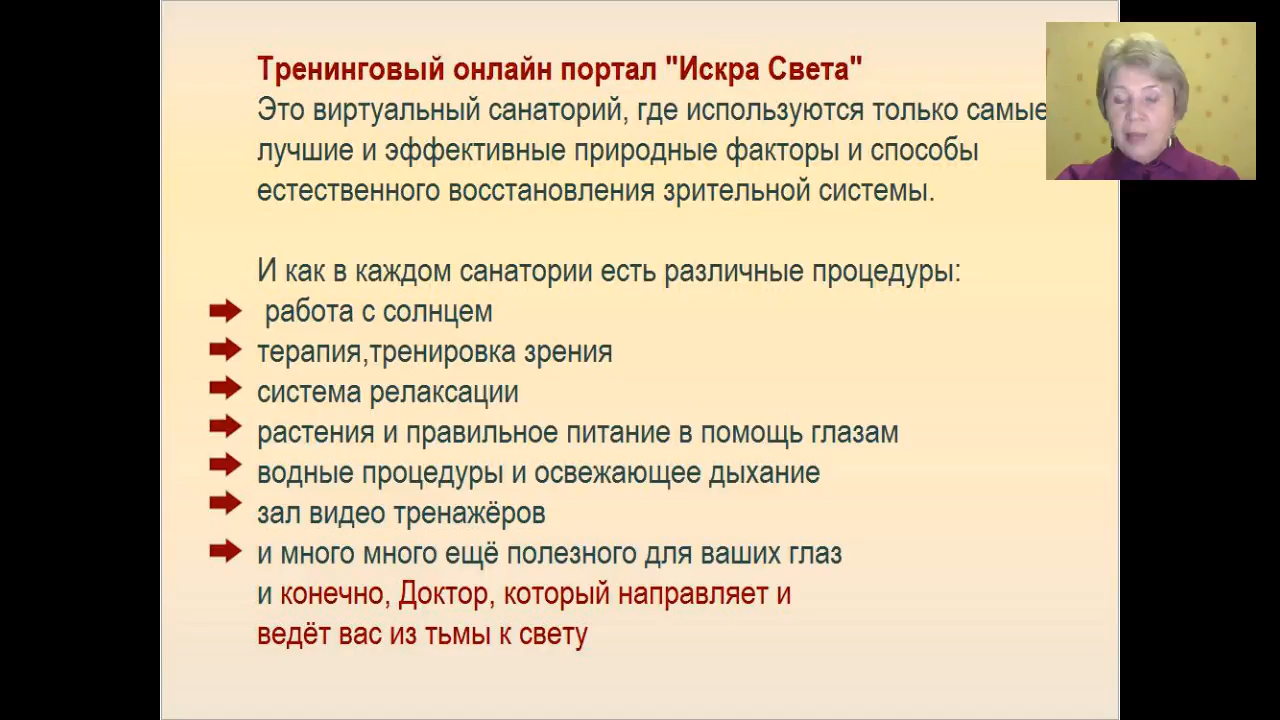 Тренинговый онлайн портал "Искра Света"
Это виртуальный санаторий, где используются только самые
лучшие и эффективные природные факторы и способы
естественного восстановления зрительной системы.
И как в каждом санатории есть различные процедуры:
работа с солнцем
терапия,тренировка зрения
система релаксации
растения и правильное питание в помощь глазам
водные процедуры и освежающее дыхание
зал видео тренажёров
и много много ещё полезного для ваших глаз
и конечно, Доктор, который направляет и
ведёт вас из тьмы к свету